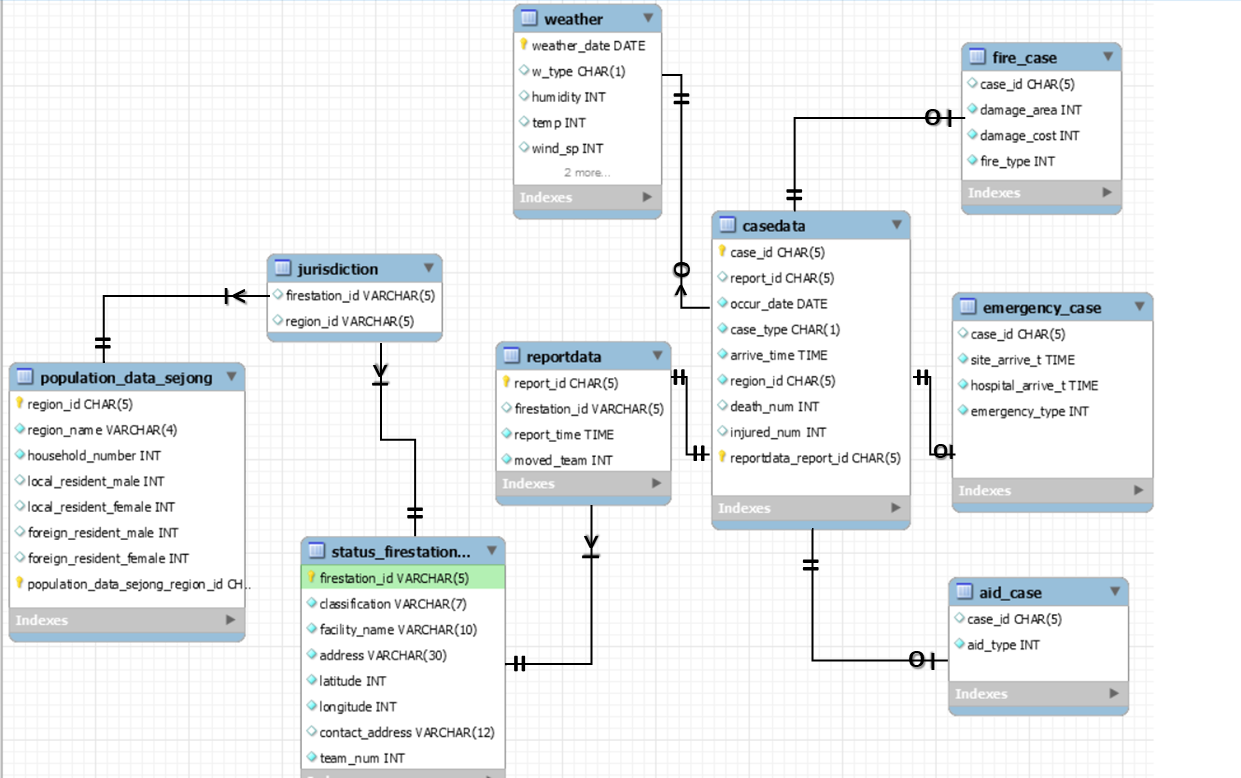 weather
weather_date DATE
w_type CHAR(1)
humidity INT
temp INT
wind_sp INT
2 more...
Indexes
fire_case
case_id CHAR(5)
damage_area INT
damage_cost INT
fire_type INT
Indexes
casedata
case_id CHAR(5)
report_id CHAR(5)
occur_date DATE
case_type CHAR(1)
arrive_time TIME
region_id CHAR(5)
death_num INT
injured_num INT
reportdata_report_id CHAR(5)
Indexes
jurisdiction
firestation_id VARCHAR(5)
region_id VARCHAR(5)
emergency_case
case_id CHAR(5)
site_arrive_t TIME
hospital_arrive_t TIME
emergency_type INT
Indexes
reportdata
report_id CHAR(5)
firestation_id VARCHAR(5)
report_time TIME
moved_team INT
Indexes
population_data_sejong
region_id CHAR(5)
region_name VARCHAR(4)
household_number INT
local_resident_male INT
local_resident_female INT
foreign_resident_male INT
foreign_resident_female INT
population_data_sejong_region_id CH...
Indexes
status_firestation...
firestation_id VARCHAR(5)
classification VARCHAR(7)
facility_name VARCHAR(10)
address VARCHAR(30)
latitude INT
longitude INT
contact_address VARCHAR(12)
team_num INT
aid_case
case_id CHAR(5)
aid_type INT
Indexes